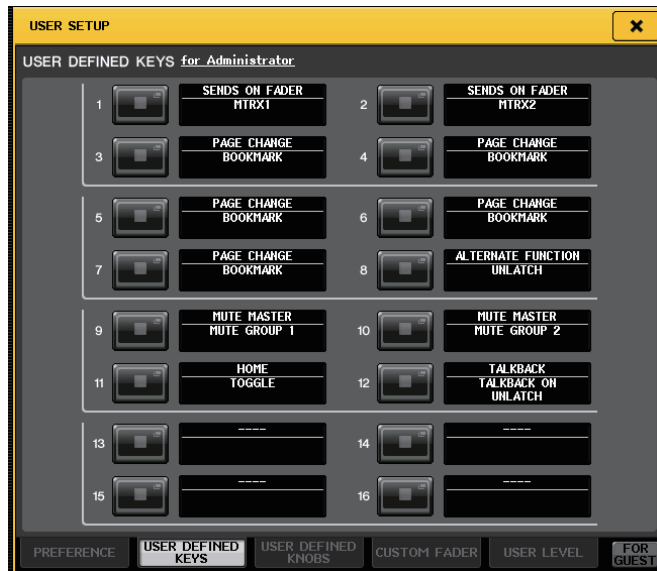 USER SETUP
USER DEFINED KEYS for Administrator
1 SENDS ON FADER
MTRX1
2 SENDS ON FADER
MTRX2
3 PAGE CHANGE
BOOKMARK
4 PAGE CHANGE
BOOKMARK
5 PAGE CHANGE
BOOKMARK
6 PAGE CHANGE
BOOKMARK
7 PAGE CHANGE
BOOKMARK
8 ALTERNATE FUNCTION
UNLATCH
9 MUTE MASTER
MUTE GROUP 1
10 MUTE MASTER
MUTE GROUP 2
11 HOME
TOGGLE
12 TALKBACK
TALKBACK ON
UNLATCH
13 ----
14 ----
15 ----
16 ----
PREFERENCE
USER DEFINED
KEYS
USER DEFINED
KNOBS
CUSTOM FADER
USER LEVEL
FOR
GUEST